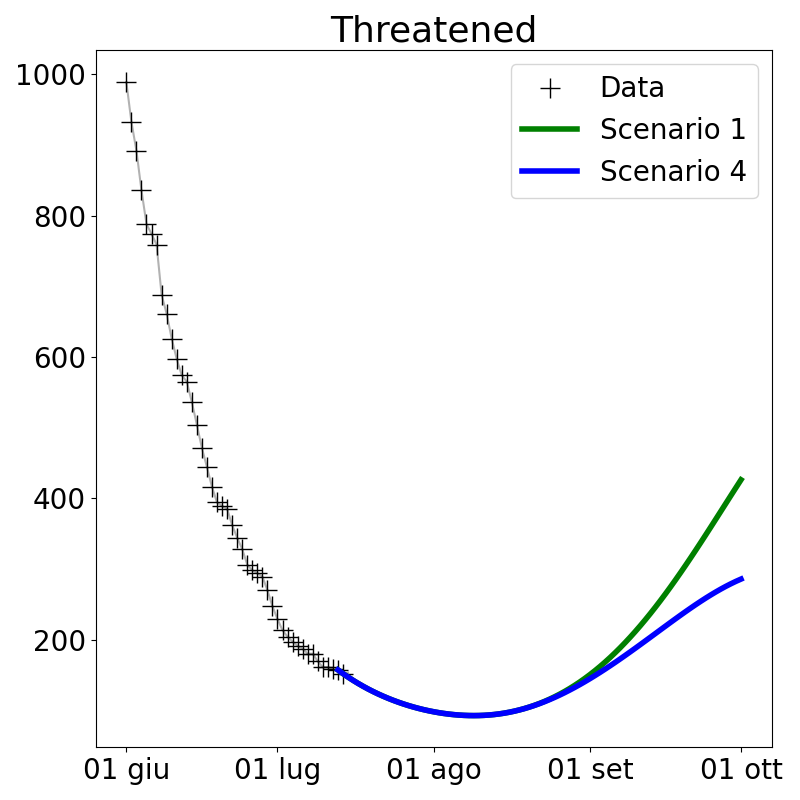 Threatened
1000
800
600
400
200
Data
Scenario 1
Scenario 4
01 giu
01 lug
01 ago
01 set
01 ott